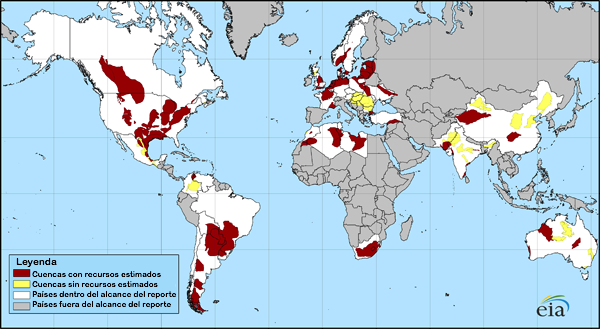 Leyenda
Cuencas con recursos estimados
Cuencas sin recursos estimados
Países dentro del alcance del reporte
Países fuera del alcance del reporte
eia